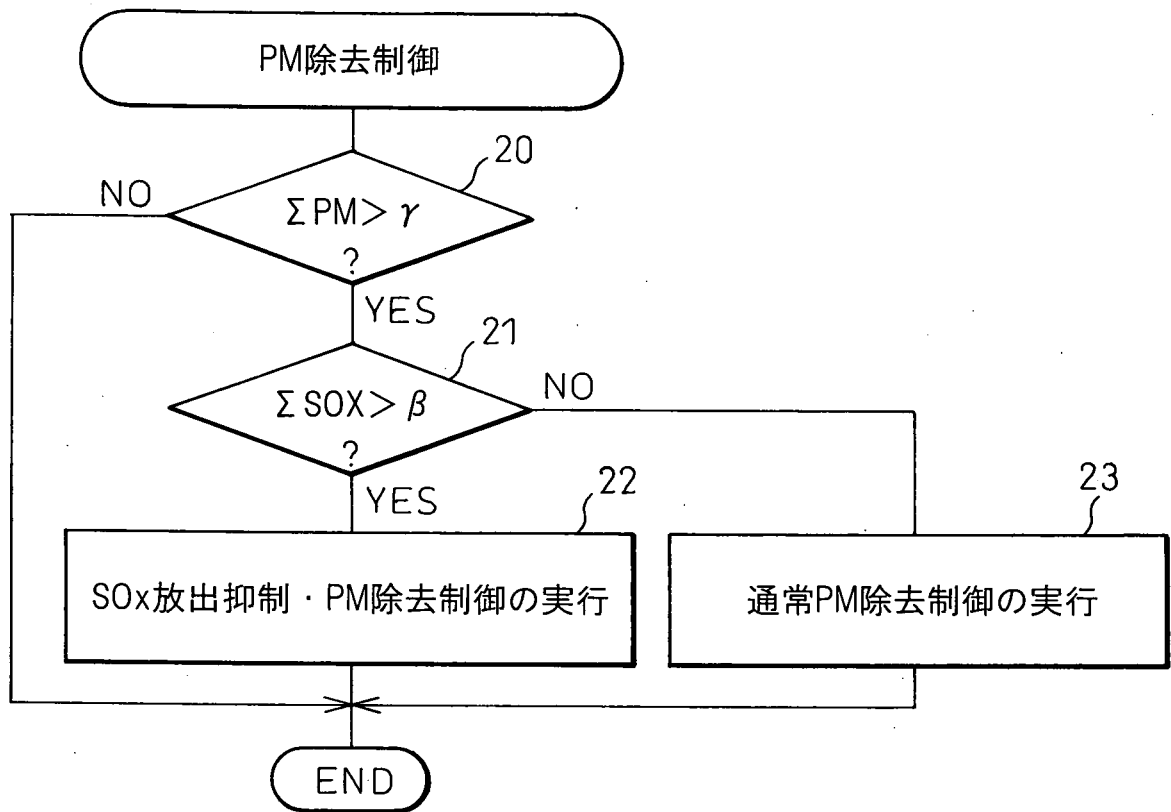 PM除去制御
20
NO
ΣPM> γ
?
YES
21
NO
ΣSOX> β
?
YES
22
23
SOx放出抑制・PM除去制御の実行
通常PM除去制御の実行
END